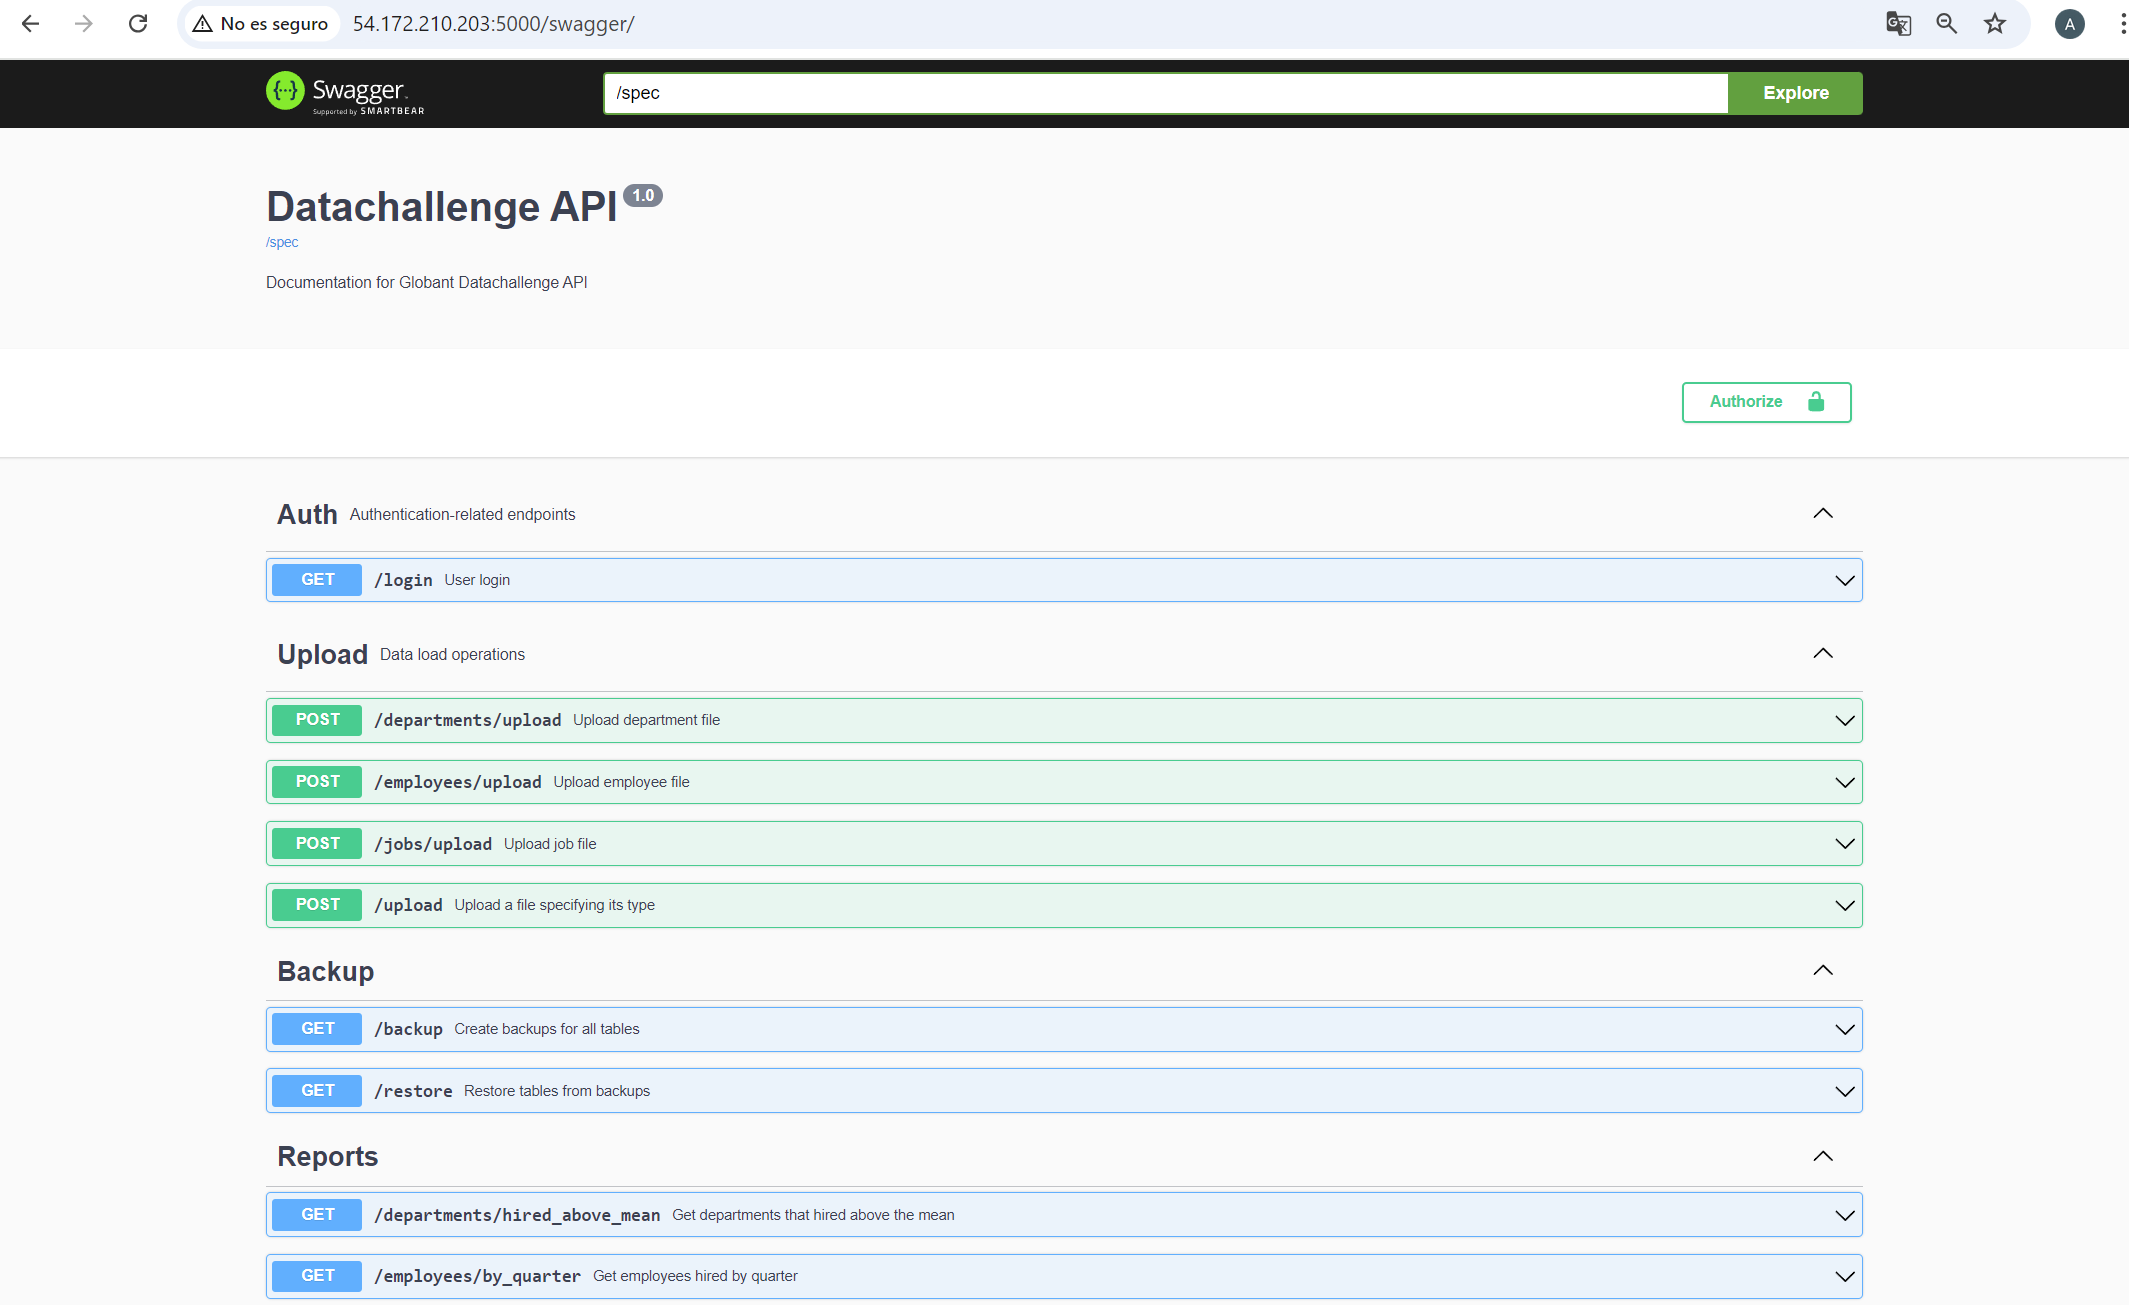 No es seguro 54.172.210.203:5000/swagger/ A
Swagger /spec Explore
Supported by SMARTBEAR
Datachallenge API 1.0
/spec
Documentation for Globant Datachallenge API
Authorize
Auth Authentication-related endpoints
GET /login User login
Upload Data load operations
POST /departments/upload Upload department file
POST /employees/upload Upload employee file
POST /jobs/upload Upload job file
POST /upload Upload a file specifying its type
Backup
GET /backup Create backups for all tables
GET /restore Restore tables from backups
Reports
GET /departments/hired_above_mean Get departments that hired above the mean
GET /employees/by_quarter Get employees hired by quarter